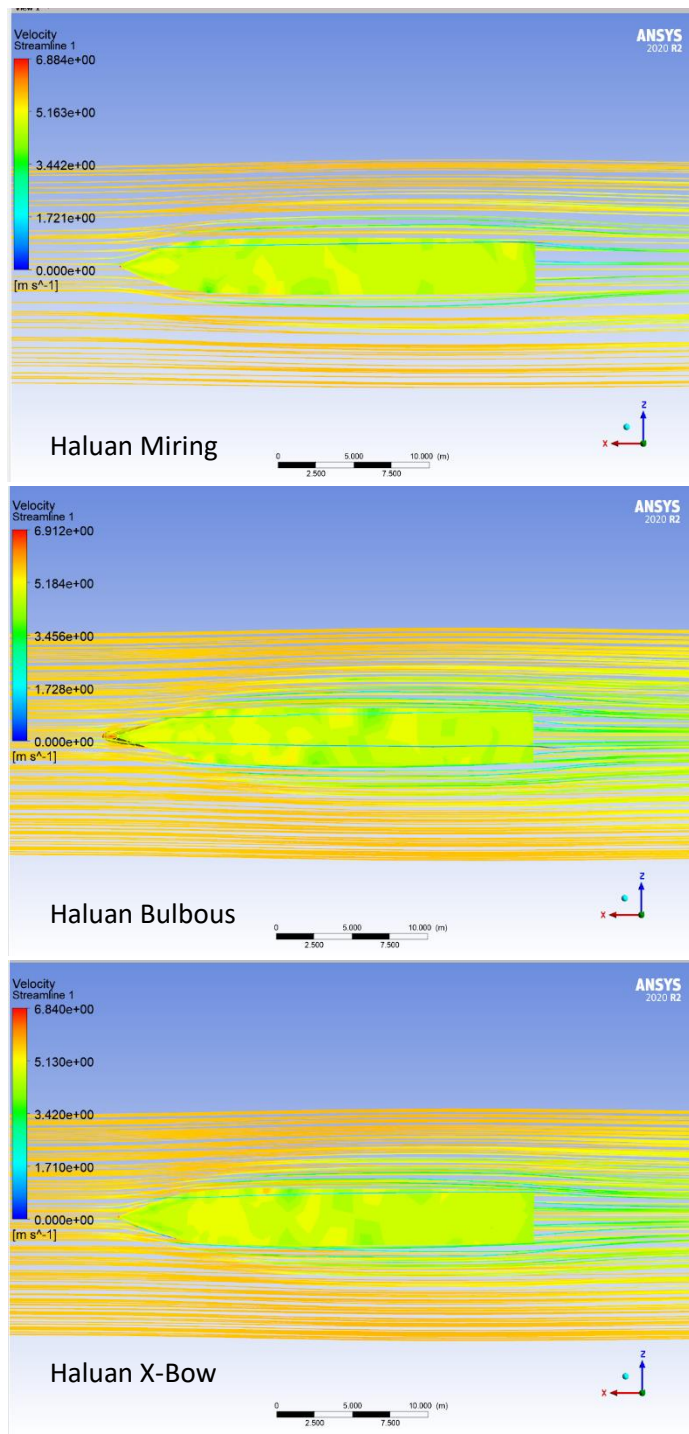 Velocity
Streamline 1
ANSYS
2020 R2
6.884e+00
5.163e+00
3.442e+00
1.721e+00
0.000e+00
[m s^-1]
Z
X
Haluan Miring
0 5.000 10.000 (m)
2.500 7.500
Velocity
Streamline 1
ANSYS
2020 R2
6.912e+00
5.184e+00
3.456e+00
1.728e+00
0.000e+00
[m s^-1]
Z
X
Haluan Bulbous
0 5.000 10.000 (m)
2.500 7.500
Velocity
Streamline 1
ANSYS
2020 R2
6.840e+00
5.130e+00
3.420e+00
1.710e+00
0.000e+00
[m s^-1]
Z
X
Haluan X-Bow
0 5.000 10.000 (m)
2.500 7.500